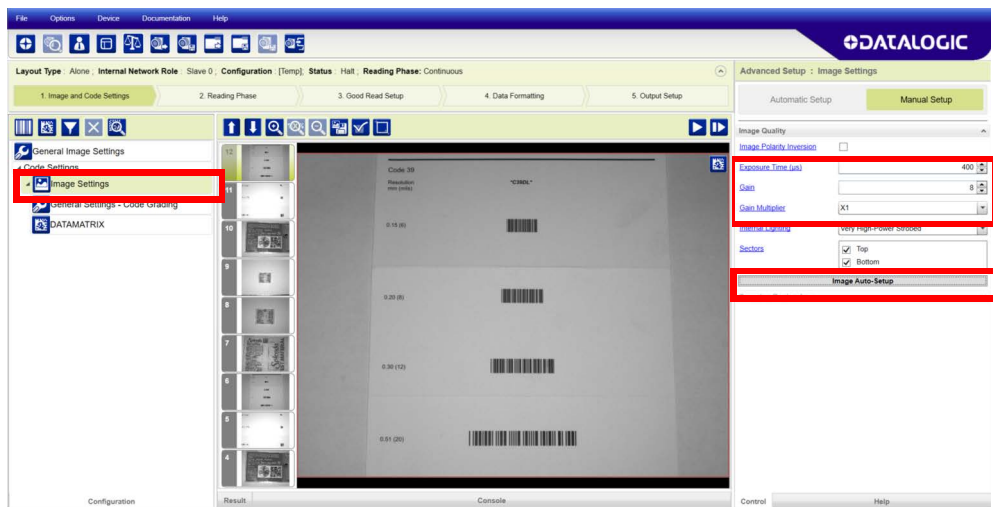 File Options Device Documentation Help
DATALOGIC
Layout Type : Alone ; Internal Network Role : Slave 0 ; Configuration : [Temp]; Status : Halt ; Reading Phase: Continuous
Advanced Setup : Image Settings
1. Image and Code Settings 2. Reading Phase 3. Good Read Setup 4. Data Formatting 5. Output Setup
Automatic Setup Manual Setup
Image Quality
General Image Settings
Code Settings
Image Settings
General Settings - Code Grading
DATAMATRIX
12
11
10
9
8
7
6
5
4
Code 39
Resolution
mm (mils)
"C39DL"
0.15 (6)
0.20 (8)
0.30 (12)
0.51 (20)
Image Polarity Inversion
Exposure Time (µs) 400
Gain 8
Gain Multiplier X1
Internal Lighting Very High-Power Strobed
Sectors Top
Bottom
Image Auto-Setup
Configuration Result Console Control Help